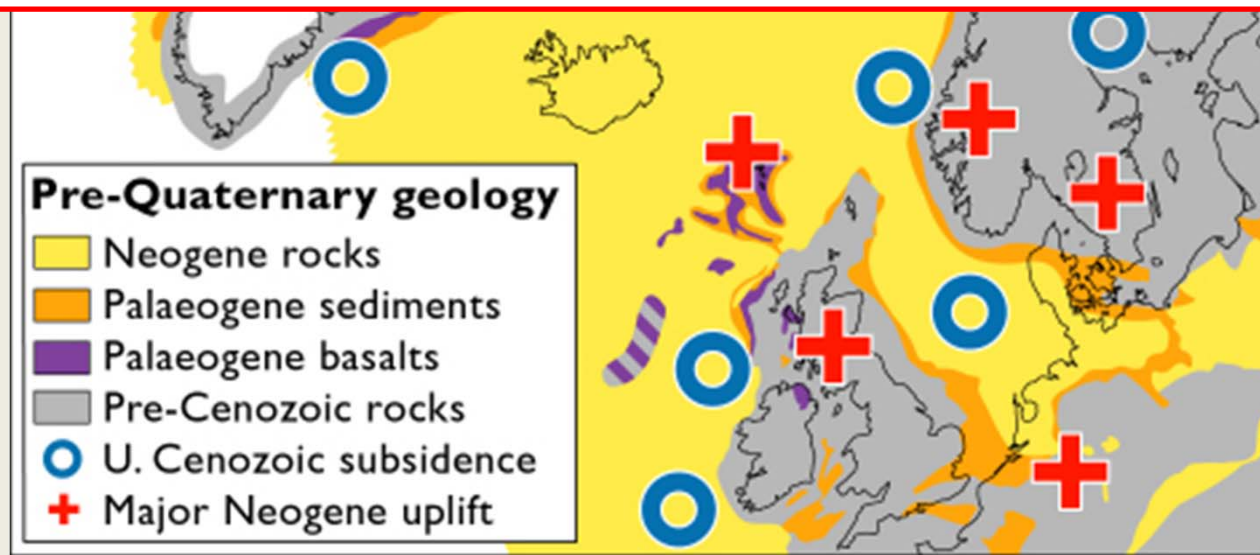 Pre-Quaternary geology
Neogene rocks
Palaeogene sediments
Palaeogene basalts
Pre-Cenozoic rocks
U. Cenozoic subsidence
Major Neogene uplift